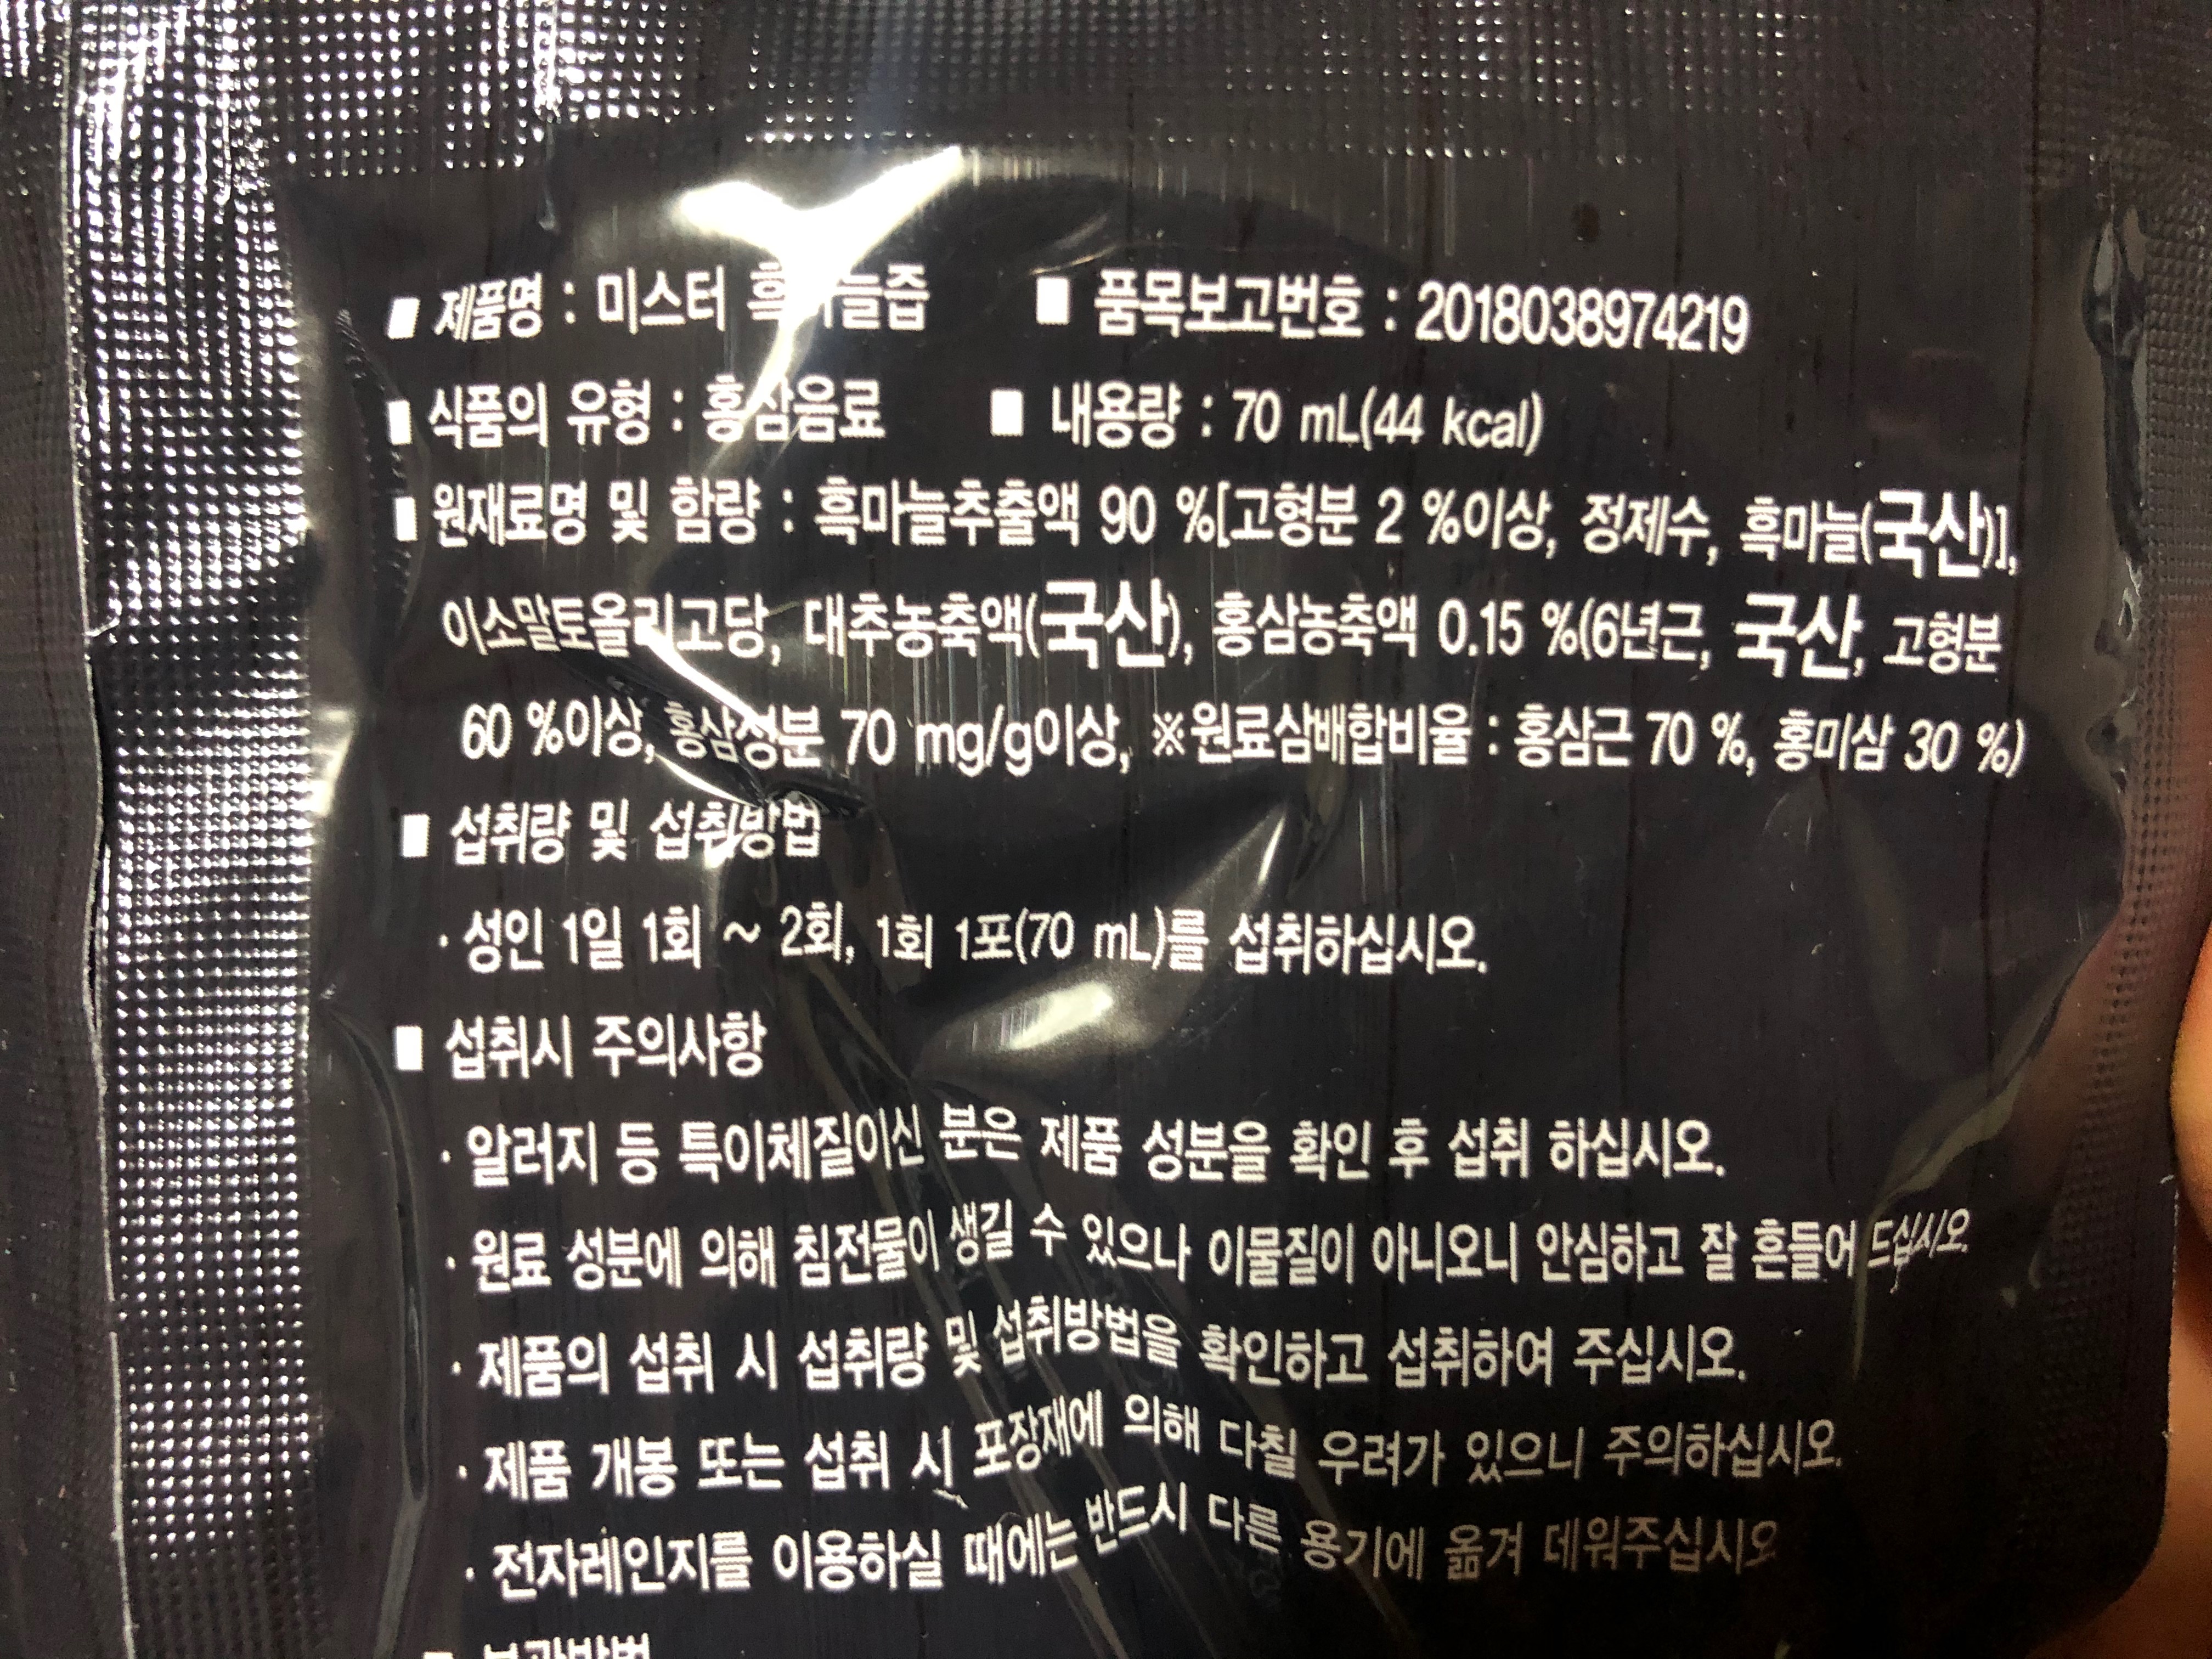 ■ 제품명 : 미스터 흑마늘즙 ■ 품목보고번호 : 2018038974219
■ 식품의 유형 : 홍삼음료 ■ 내용량 : 70 mL(44 kcal)
■ 원재료명 및 함량 : 흑마늘추출액 90 %[고형분 2 %이상, 정제수, 흑마늘(국산)],
이소말토올리고당, 대추농축액(국산), 홍삼농축액 0.15 %(6년근, 국산, 고형분
60 %이상, 홍삼성분 70 mg/g이상, ※원료삼배합비율 : 홍삼근 70 %, 홍미삼 30 %)
■ 섭취량 및 섭취방법
· 성인 1일 1회 ~ 2회, 1회 1포(70 mL)를 섭취하십시오.
■ 섭취시 주의사항
· 알러지 등 특이체질이신 분은 제품 성분을 확인 후 섭취 하십시오.
· 원료 성분에 의해 침전물이 생길 수 있으나 이물질이 아니오니 안심하고 잘 흔들어 드십시오.
· 제품의 섭취 시 섭취량 및 섭취방법을 확인하고 섭취하여 주십시오.
· 제품 개봉 또는 섭취 시 포장재에 의해 다칠 우려가 있으니 주의하십시오.
· 전자레인지를 이용하실 때에는 반드시 다른 용기에 옮겨 데워주십시오